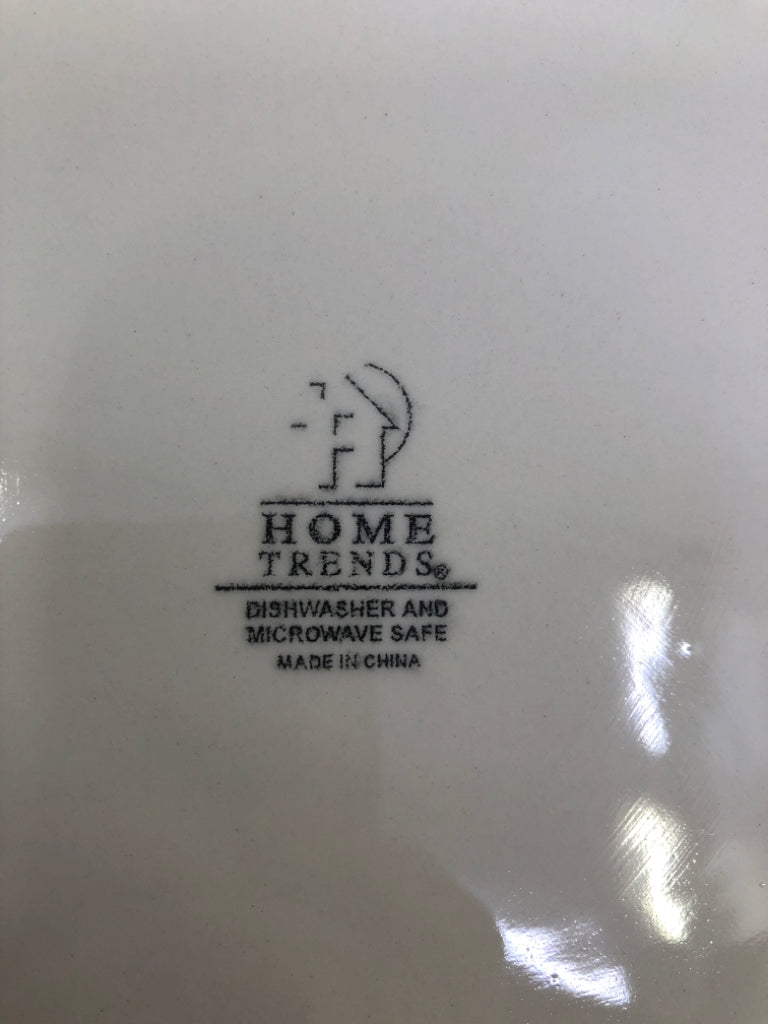 HOME
TRENDS®
DISHWASHER AND
MICROWAVE SAFE
MADE IN CHINA